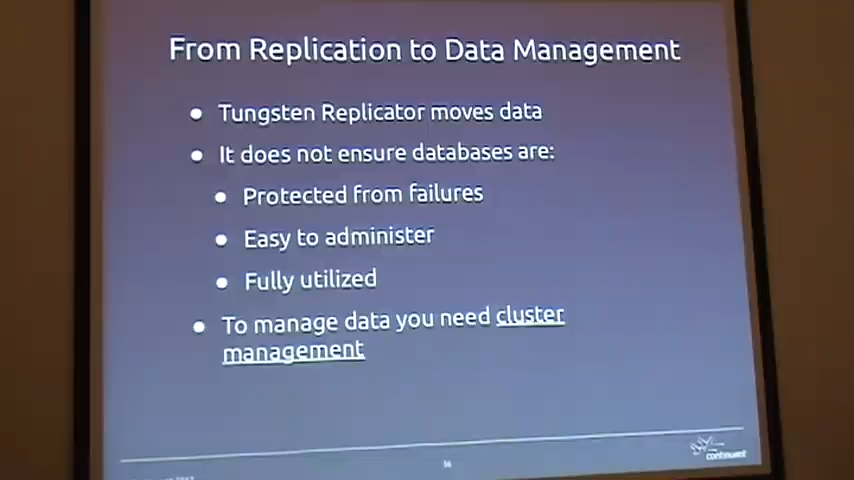 From Replication to Data Management
● Tungsten Replicator moves data
● It does not ensure databases are:
● Protected from failures
● Easy to administer
● Fully utilized
● To manage data you need cluster
management
continuent